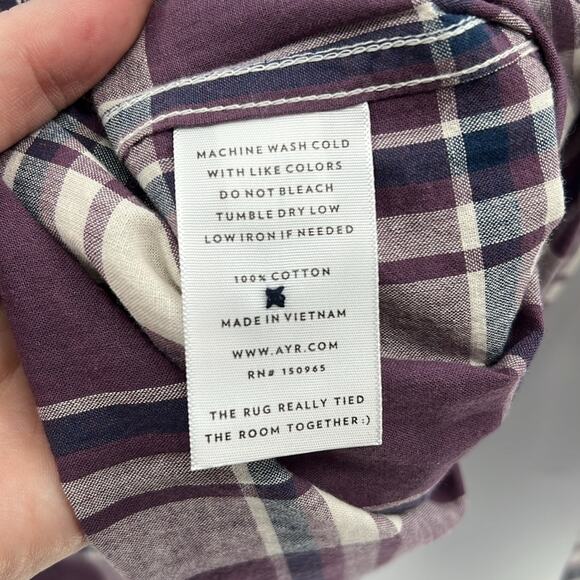 MACHINE WASH COLD
WITH LIKE COLORS
DO NOT BLEACH
TUMBLE DRY LOW
LOW IRON IF NEEDED
100% COTTON
MADE IN VIETNAM
WWW.AYR.COM
RN# 150965
THE RUG REALLY TIED
THE ROOM TOGETHER :)